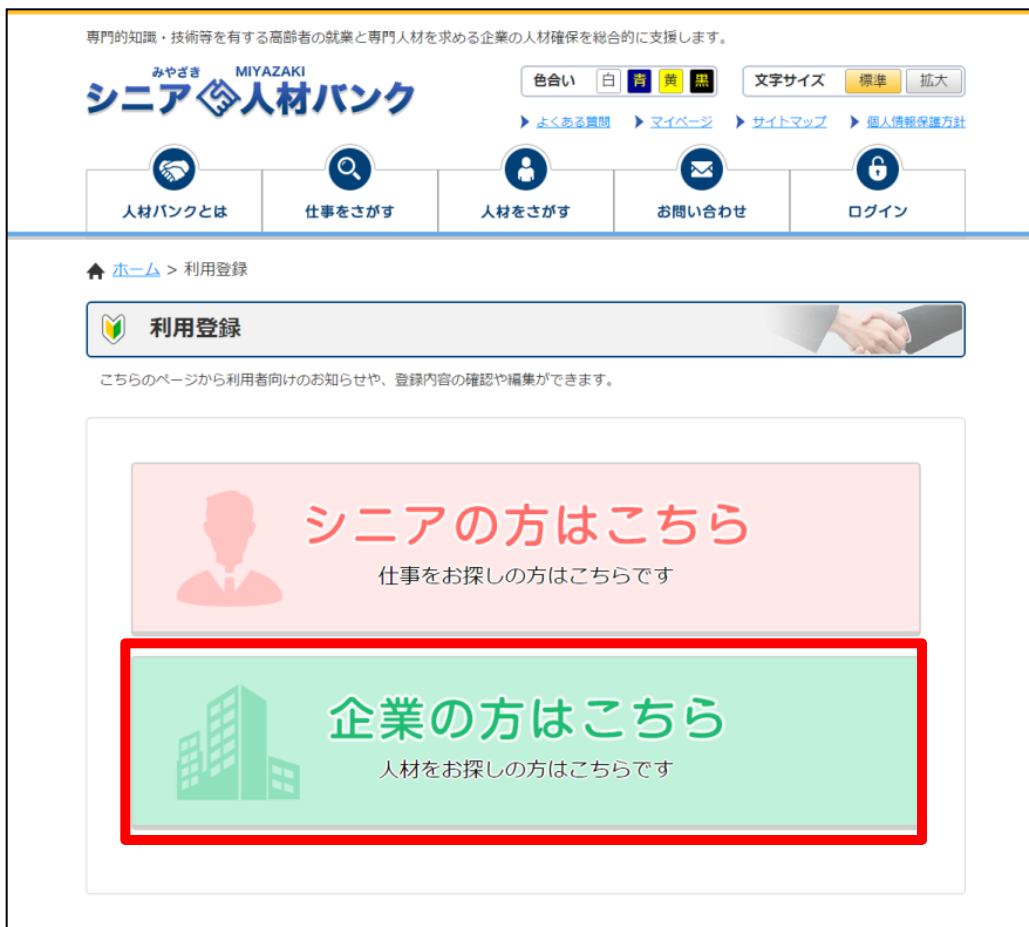 専門的知識・技術等を有する高齢者の就業と専門人材を求める企業の人材確保を総合的に支援します。
みやざき MIYAZAKI
シニア人材バンク
色合い 白 青 黄 黒 文字サイズ 標準 拡大
よくある質問 マイページ サイトマップ 個人情報保護方針
人材バンクとは 仕事をさがす 人材をさがす お問い合わせ ログイン
ホーム > 利用登録
利用登録
こちらのページから利用者向けのお知らせや、登録内容の確認や編集ができます。
シニアの方はこちら
仕事をお探しの方はこちらです
企業の方はこちら
人材をお探しの方はこちらです